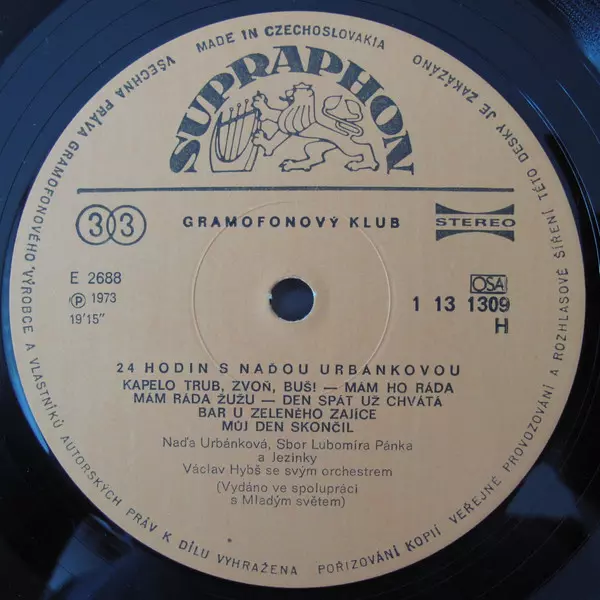 MADE IN CZECHOSLOVAKIA
SUPRAPHON
33
GRAMOFONOVÝ KLUB
STEREO
E 2688
℗ 1973
19'15"
OSA
1 13 1309
H
24 HODIN S NAĎOU URBÁNKOVOU
KAPELO TRUB, ZVOŇ, BUŠ! — MÁM HO RÁDA
MÁM RÁDA ŽUŽU — DEN SPÁT UŽ CHVÁTÁ
BAR U ZELENÉHO ZAJÍCE
MŮJ DEN SKONČIL
Naďa Urbánková, Sbor Lubomíra Pánka
a Jezinky
Václav Hybš se svým orchestrem
(Vydáno ve spolupráci
s Mladým světem)
VŠECHNA PRÁVA GRAMOFONOVÉHO VÝROBCE A VLASTNÍKŮ AUTORSKÝCH PRÁV K DÍLU VYHRAŽENA POŘIZOVÁNÍ KOPIÍ VEŘEJNÉ PROVOZOVÁNÍ A ROZHLASOVÉ ŠÍŘENÍ TÉTO DESKY JE ZAKÁZÁNO